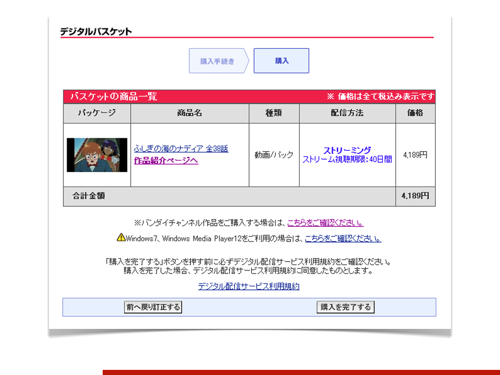 デジタルバスケット
購入手続き
購入
バスケットの商品一覧 ※ 価格は全て税込み表示です
パッケージ 商品名 種類 配信方法 価格
ふしぎの海のナディア 全38話
作品紹介ページへ
動画/パック
ストリーミング
ストリーム視聴期限:40日間
4,189円
合計金額 4,189円
※バンダイチャンネル作品をご購入する場合は、こちらをご確認ください。
Windows7、Windows Media Player12をご利用の場合は、こちらをご確認ください。
「購入を完了する」ボタンを押す前に必ずデジタル配信サービス利用規約をご確認ください。
購入を完了した場合、デジタル配信サービス利用規約に同意したものとします。
デジタル配信サービス利用規約
前へ戻り訂正する
購入を完了する